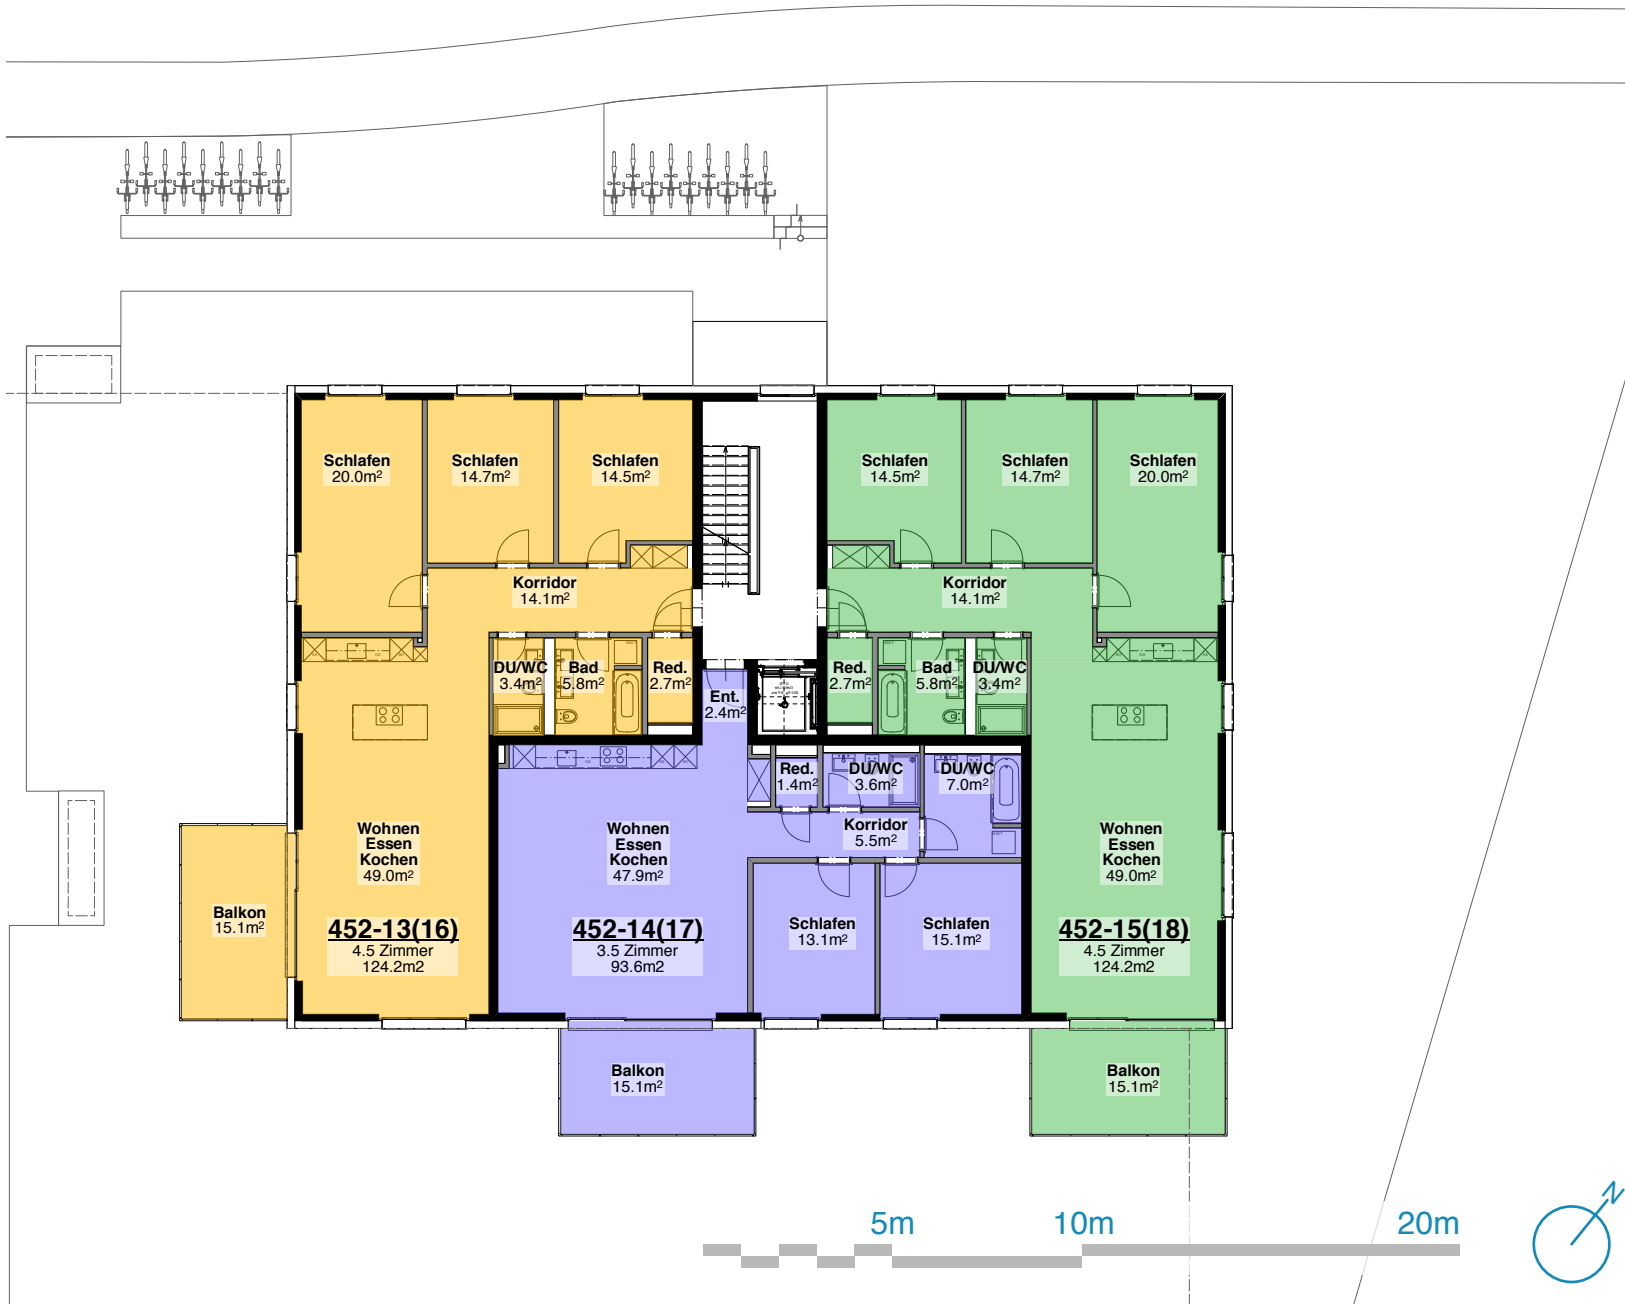 Schlafen
20.0m²
Schlafen
14.7m²
Schlafen
14.5m²
Schlafen
14.5m²
Schlafen
14.7m²
Schlafen
20.0m²
Korridor
14.1m²
Korridor
14.1m²
DU/WC
3.4m²
Bad
5.8m²
Red.
2.7m²
Ent.
2.4m²
Red.
2.7m²
Bad
5.8m²
DU/WC
3.4m²
Red.
1.4m²
DU/WC
3.6m²
DU/WC
7.0m²
Korridor
5.5m²
Wohnen
Essen
Kochen
49.0m²
Wohnen
Essen
Kochen
47.9m²
Wohnen
Essen
Kochen
49.0m²
Balkon
15.1m²
452-13(16)
4.5 Zimmer
124.2m2
452-14(17)
3.5 Zimmer
93.6m2
Schlafen
13.1m²
Schlafen
15.1m²
452-15(18)
4.5 Zimmer
124.2m2
Balkon
15.1m²
Balkon
15.1m²
5m
10m
20m
N